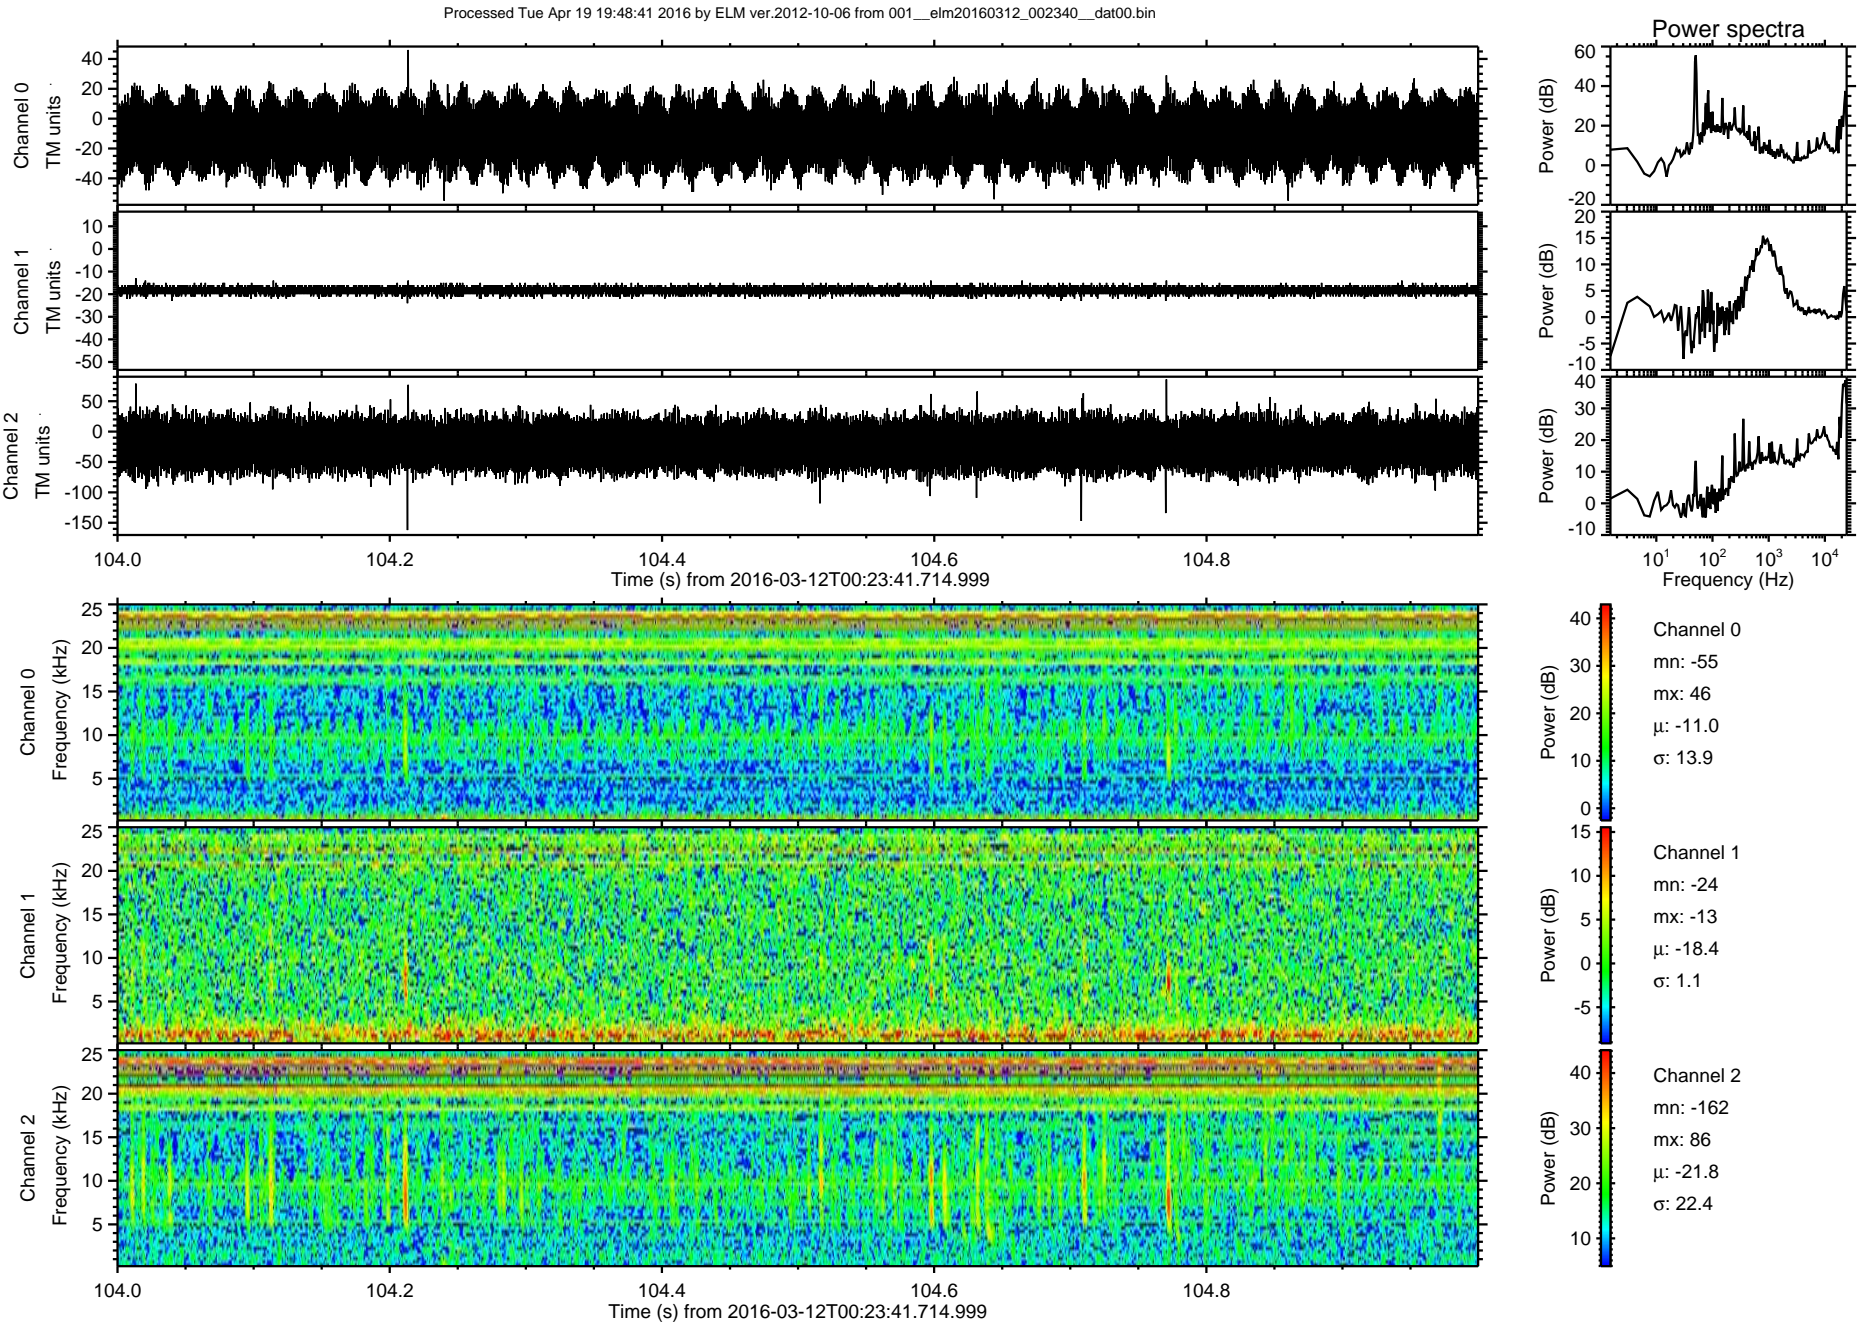 Processed Tue Apr 19 19:48:41 2016 by ELM ver.2012-10-06 from 001__elm20160312_002340__dat00.bin
Power spectra
Channel 0
TM units
40
20
0
-20
-40
Power (dB)
60
40
20
0
-20
Channel 1
TM units
10
0
-10
-20
-30
-40
-50
Power (dB)
20
15
10
5
0
-5
-10
Channel 2
TM units
50
0
-50
-100
-150
Power (dB)
40
30
20
10
0
-10
104.0 104.2 104.4 104.6 104.8
Time (s) from 2016-03-12T00:23:41.714.999
10^1 10^2 10^3 10^4
Frequency (Hz)
Channel 0
Frequency (kHz)
25
20
15
10
5
Power (dB)
40
30
20
10
0
Channel 0
mn: -55
mx: 46
μ: -11.0
σ: 13.9
Channel 1
Frequency (kHz)
25
20
15
10
5
Power (dB)
15
10
5
0
-5
Channel 1
mn: -24
mx: -13
μ: -18.4
σ: 1.1
Channel 2
Frequency (kHz)
25
20
15
10
5
Power (dB)
40
30
20
10
Channel 2
mn: -162
mx: 86
μ: -21.8
σ: 22.4
104.0 104.2 104.4 104.6 104.8
Time (s) from 2016-03-12T00:23:41.714.999